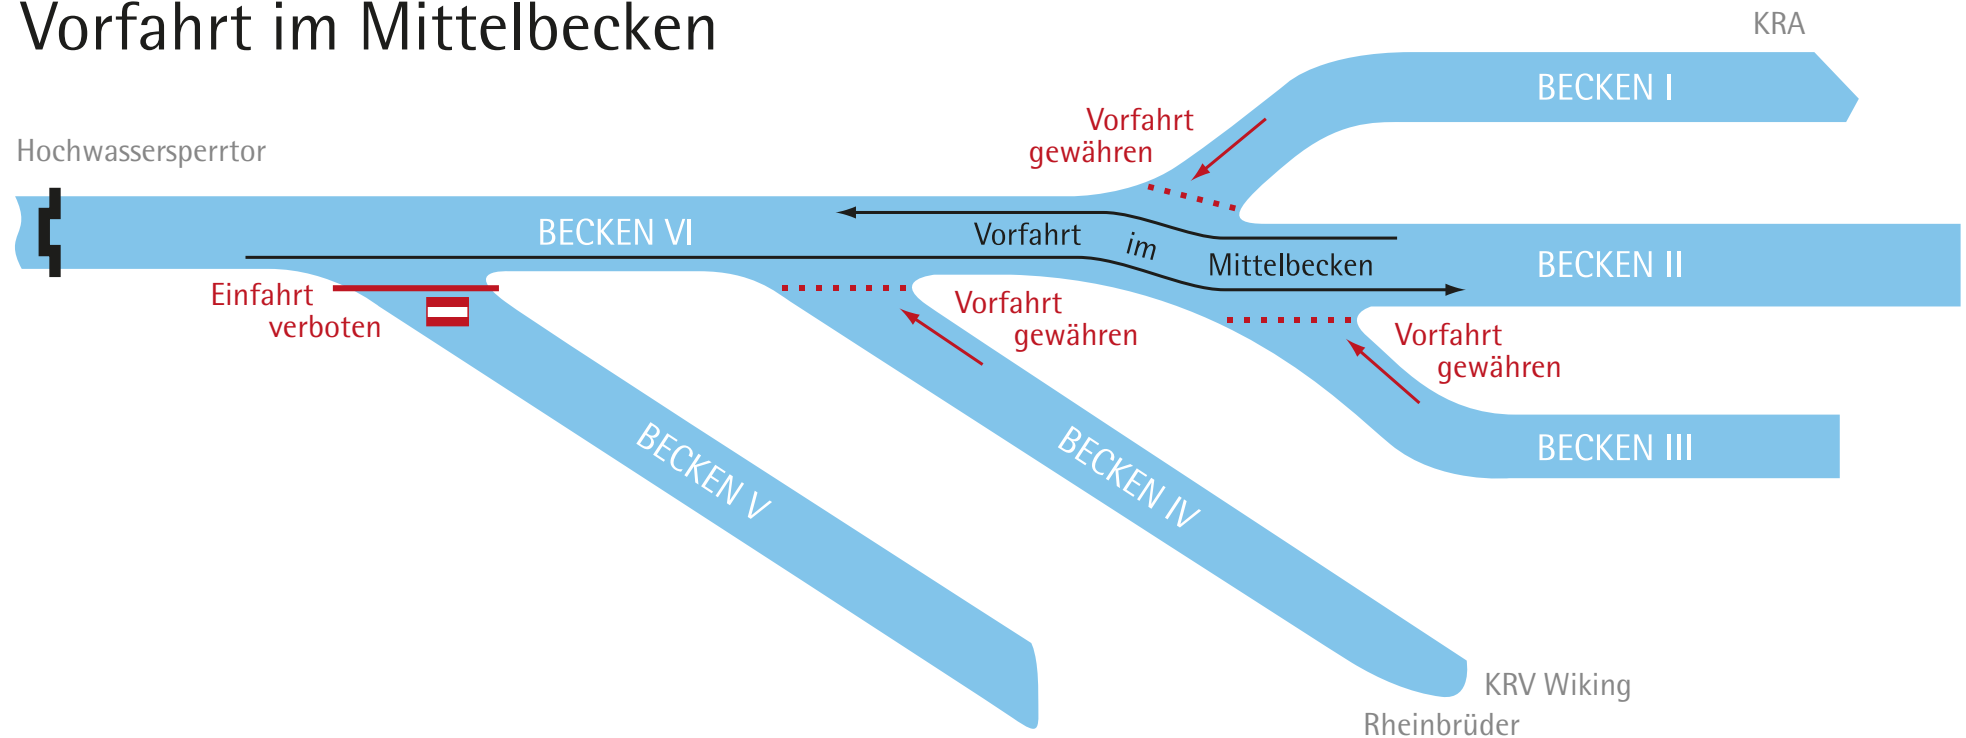 Vorfahrt im Mittelbecken
KRA
BECKEN I
Vorfahrt
gewähren
Hochwassersperrtor
BECKEN VI
Vorfahrt im Mittelbecken
BECKEN II
Einfahrt
verboten
Vorfahrt
gewähren
Vorfahrt
gewähren
BECKEN V
BECKEN IV
BECKEN III
KRV Wiking
Rheinbrüder